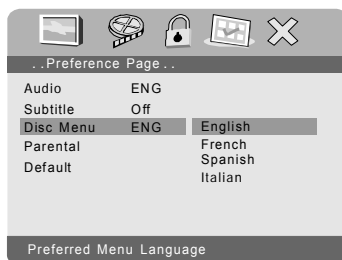 ..Preference Page..
Audio ENG
Subtitle Off
Disc Menu ENG English
Parental French
Spanish
Default
Italian
Preferred Menu Language